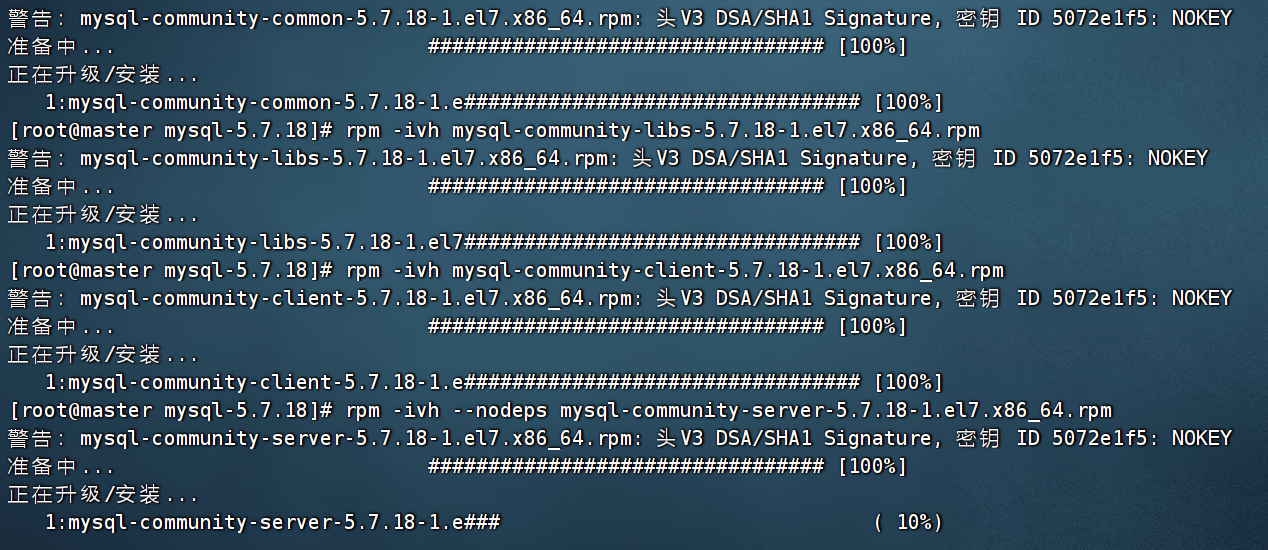 警告：mysql-community-common-5.7.18-1.el7.x86_64.rpm: 头V3 DSA/SHA1 Signature, 密钥 ID 5072e1f5: NOKEY
准备中... ################################# [100%]
正在升级/安装...
1:mysql-community-common-5.7.18-1.e################################# [100%]
[root@master mysql-5.7.18]# rpm -ivh mysql-community-libs-5.7.18-1.el7.x86_64.rpm
警告：mysql-community-libs-5.7.18-1.el7.x86_64.rpm: 头V3 DSA/SHA1 Signature, 密钥 ID 5072e1f5: NOKEY
准备中... ################################# [100%]
正在升级/安装...
1:mysql-community-libs-5.7.18-1.el7################################# [100%]
[root@master mysql-5.7.18]# rpm -ivh mysql-community-client-5.7.18-1.el7.x86_64.rpm
警告：mysql-community-client-5.7.18-1.el7.x86_64.rpm: 头V3 DSA/SHA1 Signature, 密钥 ID 5072e1f5: NOKEY
准备中... ################################# [100%]
正在升级/安装...
1:mysql-community-client-5.7.18-1.e################################# [100%]
[root@master mysql-5.7.18]# rpm -ivh --nodeps mysql-community-server-5.7.18-1.el7.x86_64.rpm
警告：mysql-community-server-5.7.18-1.el7.x86_64.rpm: 头V3 DSA/SHA1 Signature, 密钥 ID 5072e1f5: NOKEY
准备中... ################################# [100%]
正在升级/安装...
1:mysql-community-server-5.7.18-1.e### ( 10%)